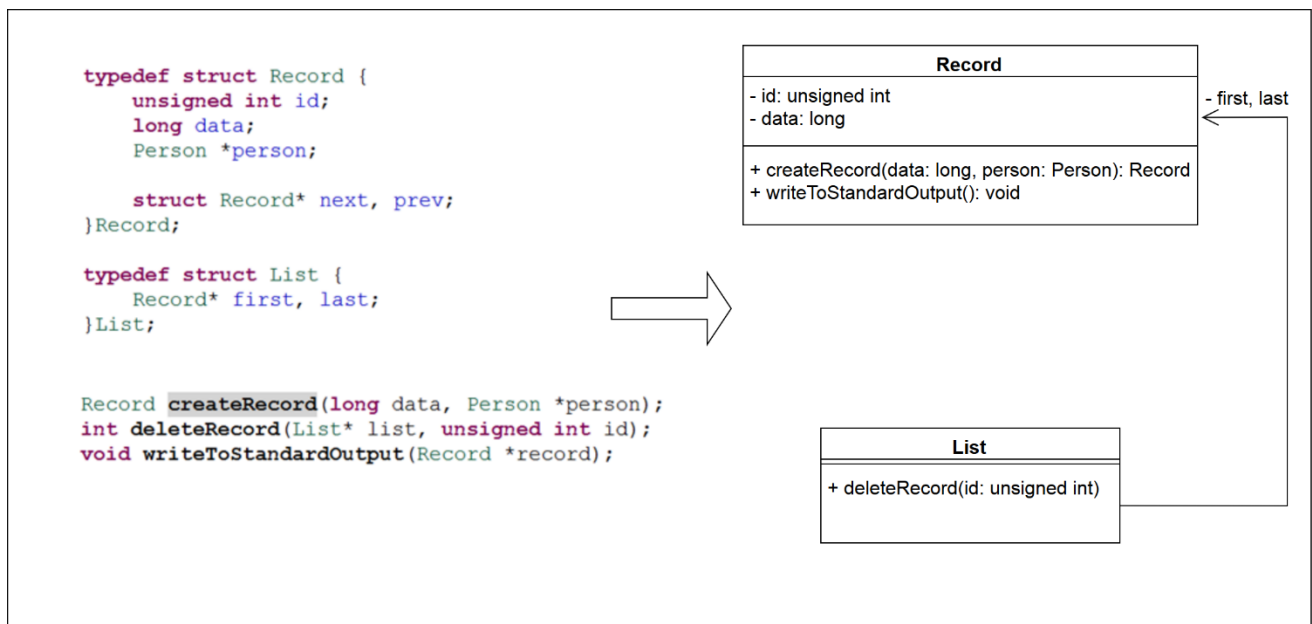 typedef struct Record {
unsigned int id;
long data;
Person *person;
struct Record* next, prev;
}Record;
typedef struct List {
Record* first, last;
}List;
Record createRecord(long data, Person *person);
int deleteRecord(List* list, unsigned int id);
void writeToStandardOutput(Record *record);
Record
- id: unsigned int
- data: long
+ createRecord(data: long, person: Person): Record
+ writeToStandardOutput(): void
- first, last
List
+ deleteRecord(id: unsigned int)